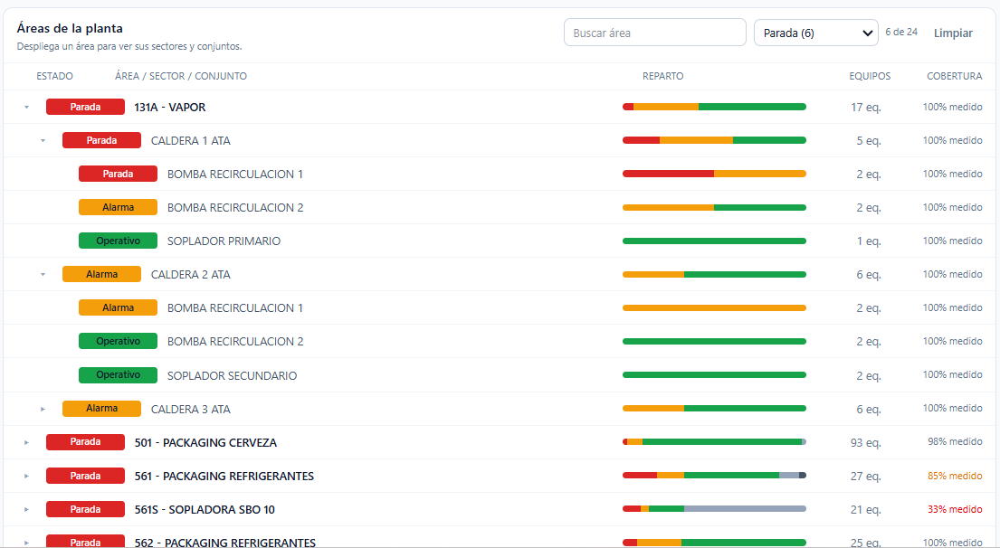 Áreas de la planta
Despliega un área para ver sus sectores y conjuntos.
Buscar área
Parada (6)
6 de 24
Limpiar
ESTADO ÁREA / SECTOR / CONJUNTO REPARTO EQUIPOS COBERTURA
Parada 131A - VAPOR 17 eq. 100% medido
Parada CALDERA 1 ATA 5 eq. 100% medido
Parada BOMBA RECIRCULACION 1 2 eq. 100% medido
Alarma BOMBA RECIRCULACION 2 2 eq. 100% medido
Operativo SOPLADOR PRIMARIO 1 eq. 100% medido
Alarma CALDERA 2 ATA 6 eq. 100% medido
Alarma BOMBA RECIRCULACION 1 2 eq. 100% medido
Operativo BOMBA RECIRCULACION 2 2 eq. 100% medido
Operativo SOPLADOR SECUNDARIO 2 eq. 100% medido
Alarma CALDERA 3 ATA 6 eq. 100% medido
Parada 501 - PACKAGING CERVEZA 93 eq. 98% medido
Parada 561 - PACKAGING REFRIGERANTES 27 eq. 85% medido
Parada 561S - SOPLADORA SBO 10 21 eq. 33% medido
Parada 562 - PACKAGING REFRIGERANTES 25 eq. 100% medido